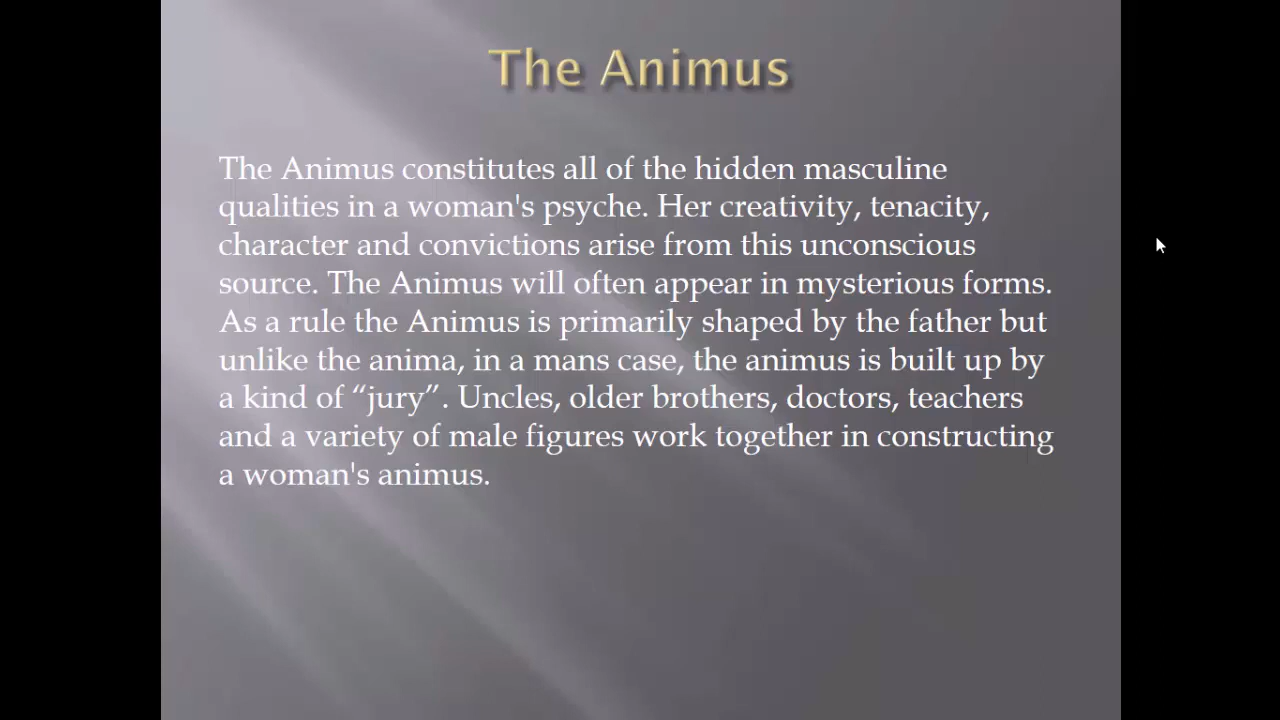 The Animus
The Animus constitutes all of the hidden masculine
qualities in a woman's psyche. Her creativity, tenacity,
character and convictions arise from this unconscious
source. The Animus will often appear in mysterious forms.
As a rule the Animus is primarily shaped by the father but
unlike the anima, in a mans case, the animus is built up by
a kind of “jury”. Uncles, older brothers, doctors, teachers
and a variety of male figures work together in constructing
a woman's animus.